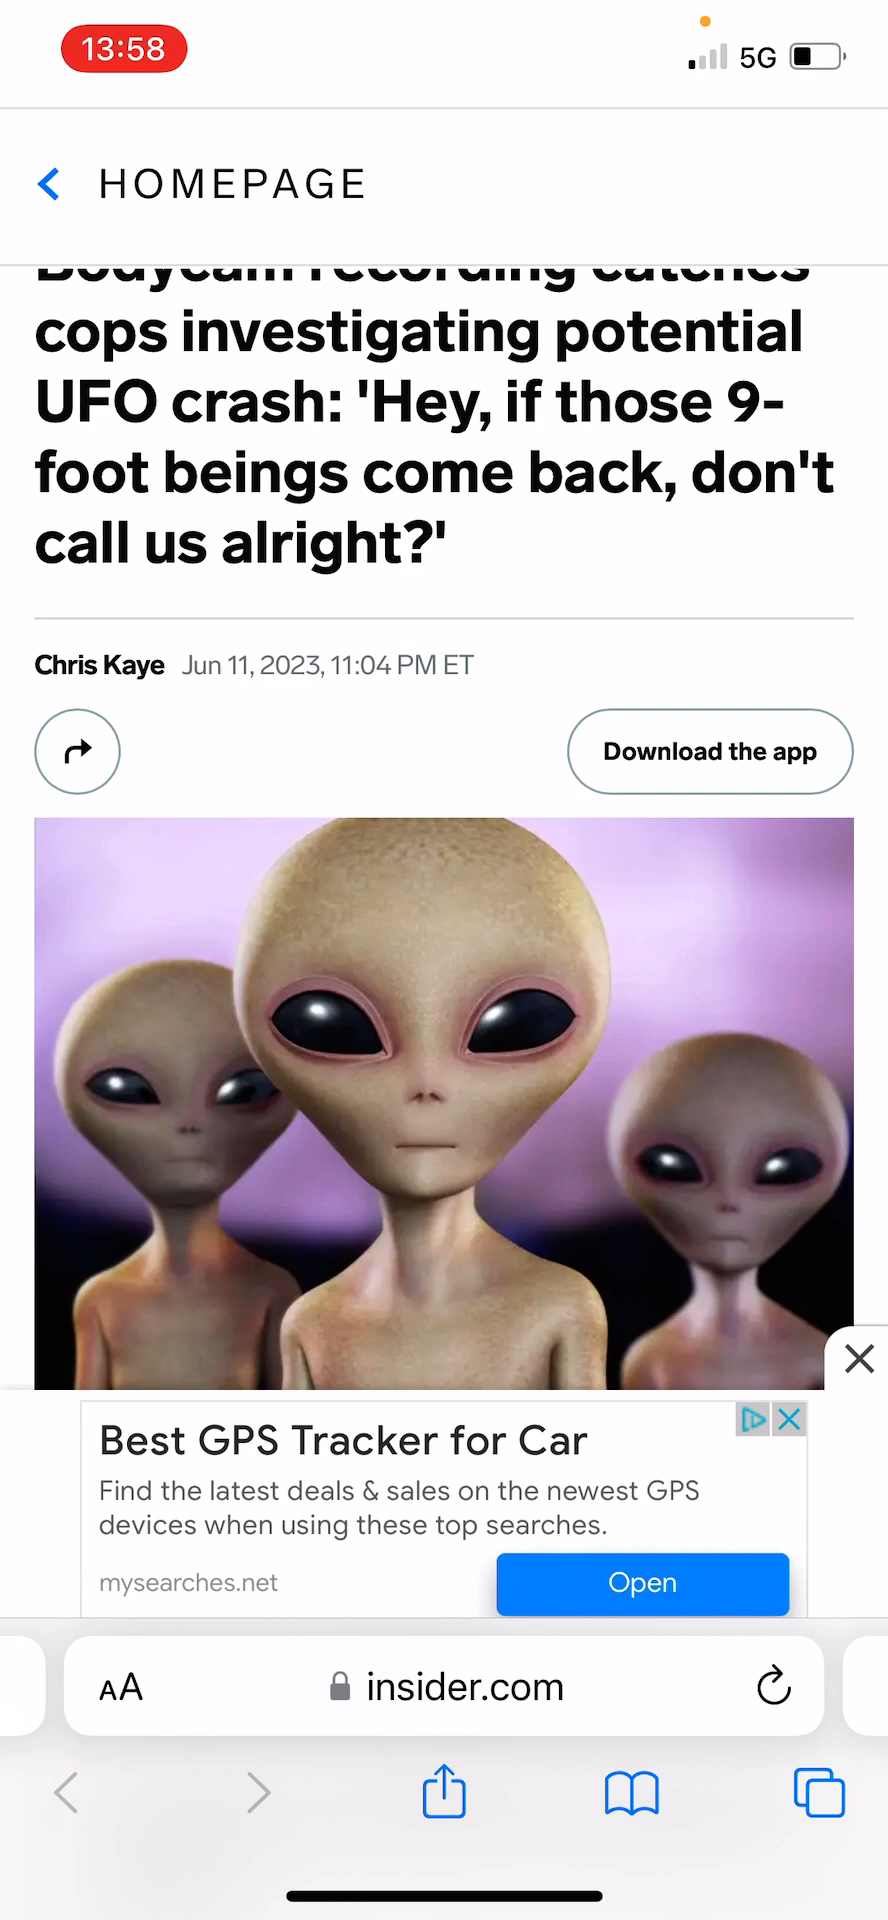 13:58
5G
HOMEPAGE
Bodycam recording catches
cops investigating potential
UFO crash: 'Hey, if those 9-
foot beings come back, don't
call us alright?'
Chris Kaye Jun 11, 2023, 11:04 PM ET
Download the app
Best GPS Tracker for Car
Find the latest deals & sales on the newest GPS
devices when using these top searches.
mysearches.net
Open
AA
insider.com